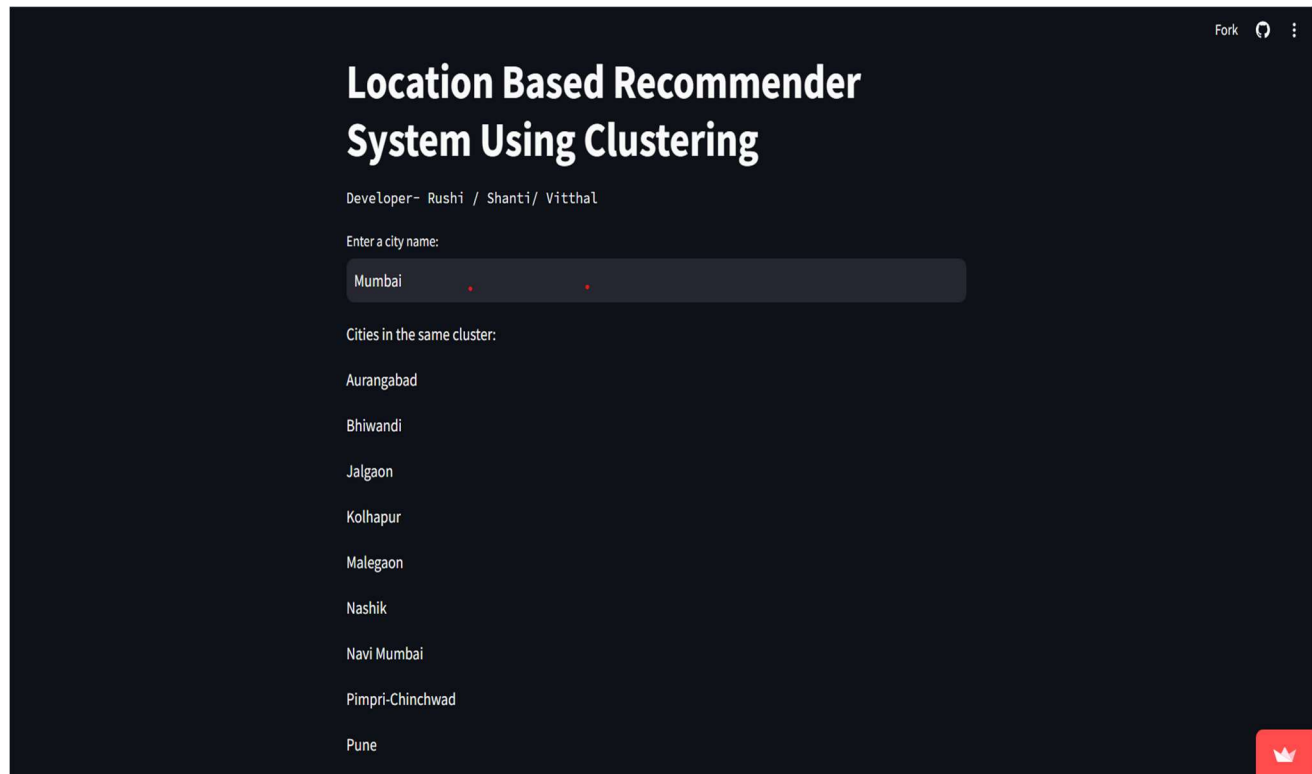 Fork
Location Based Recommender
System Using Clustering
Developer- Rushi / Shanti/ Vitthal
Enter a city name:
Mumbai
Cities in the same cluster:
Aurangabad
Bhiwandi
Jalgaon
Kolhapur
Malegaon
Nashik
Navi Mumbai
Pimpri-Chinchwad
Pune